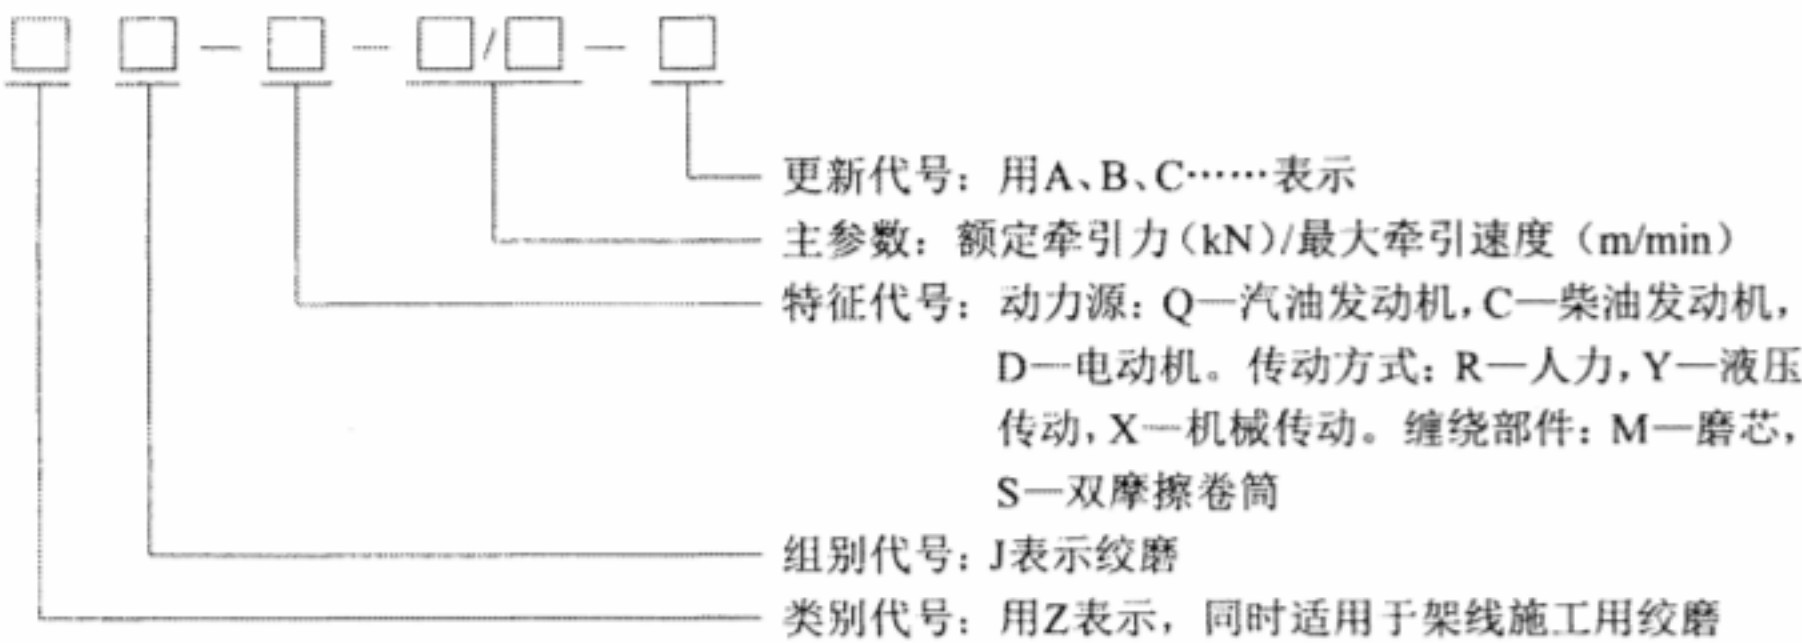 □ □ — □ — □/□ — □
更新代号：用A、B、C……表示
主参数：额定牵引力（kN）/最大牵引速度（m/min）
特征代号：动力源：Q—汽油发动机，C—柴油发动机，
D—电动机。传动方式：R—人力，Y—液压
传动，X—机械传动。缠绕部件：M—磨芯，
S—双摩擦卷筒
组别代号：J表示绞磨
类别代号：用Z表示，同时适用于架线施工用绞磨